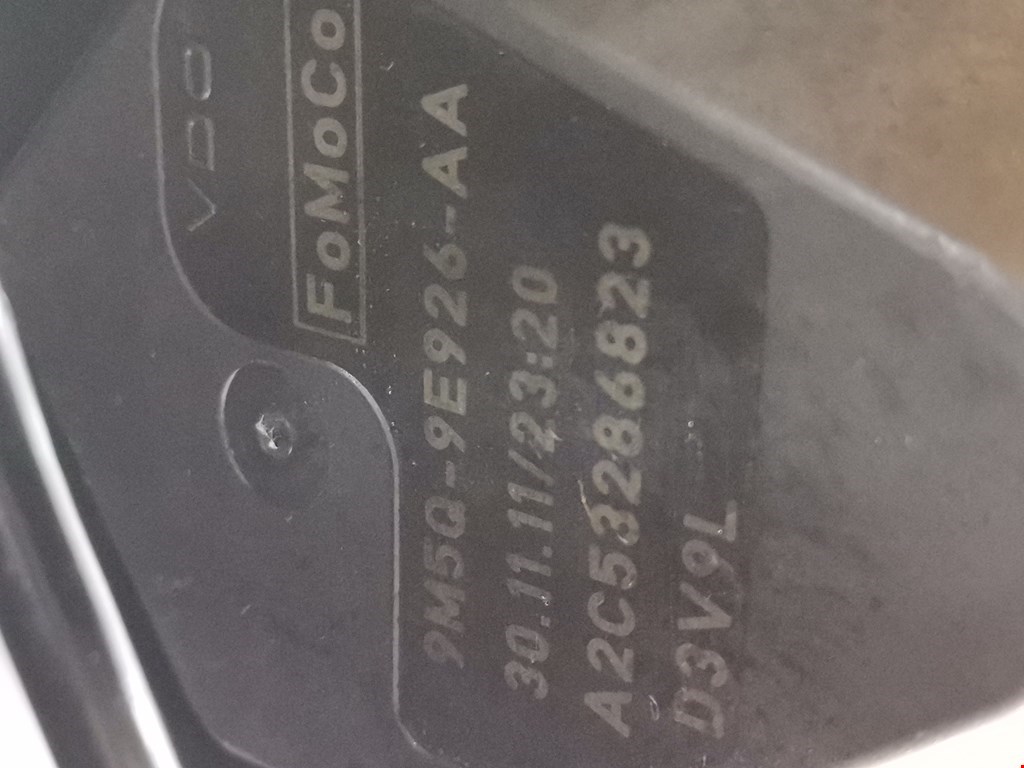 VDO
FoMoCo
9M5Q-9E926-AA
30.11.11/23:20
A2C53286823
D3V9L